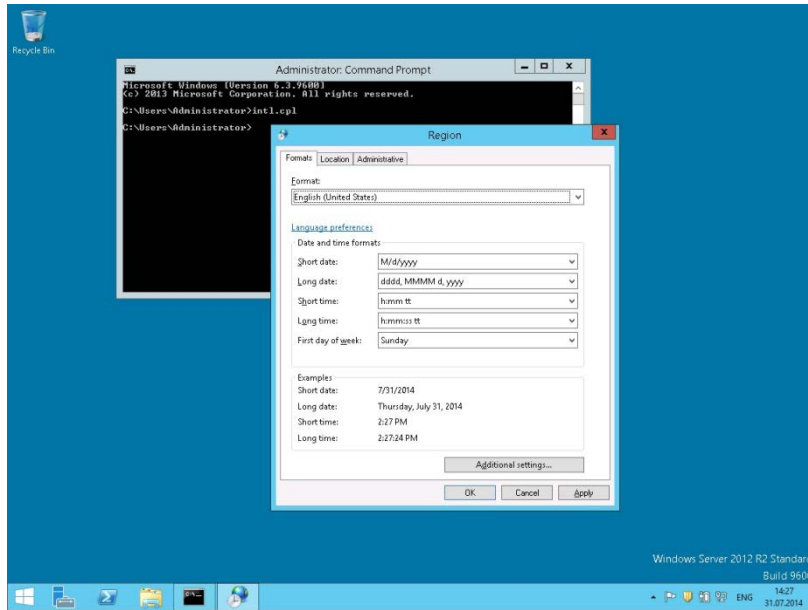 Recycle Bin
Administrator: Command Prompt
Microsoft Windows [Version 6.3.9600]
(c) 2013 Microsoft Corporation. All rights reserved.
C:\Users\Administrator>intl.cpl
C:\Users\Administrator>
Region
Formats Location Administrative
Format:
English (United States)
Language preferences
Date and time formats
Short date: M/d/yyyy
Long date: dddd, MMMM d, yyyy
Short time: h:mm tt
Long time: h:mm:ss tt
First day of week: Sunday
Examples
Short date: 7/31/2014
Long date: Thursday, July 31, 2014
Short time: 2:27 PM
Long time: 2:27:24 PM
Additional settings...
OK Cancel Apply
Windows Server 2012 R2 Standar
Build 960
ENG 14:27
31.07.2014